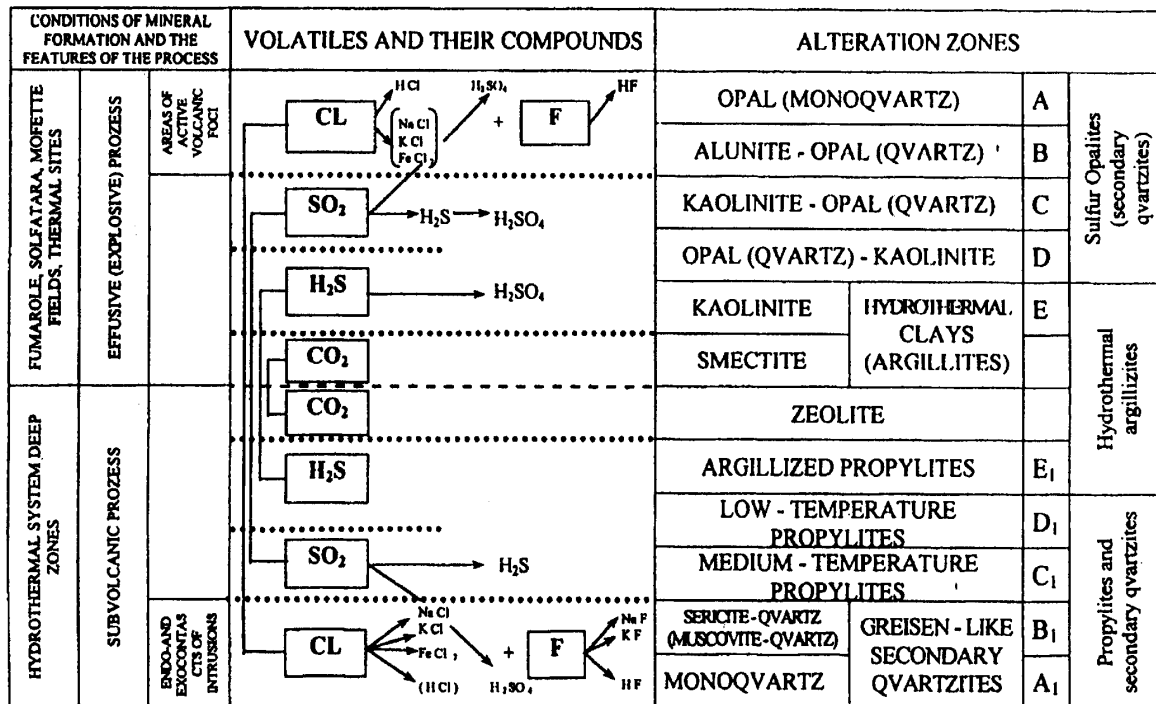 CONDITIONS OF MINERAL
FORMATION AND THE
FEATURES OF THE PROCESS
VOLATILES AND THEIR COMPOUNDS
ALTERATION ZONES
FUMAROLE, SOLFATARA, MOFETTE
FIELDS, THERMAL SITES
EFFUSIVE (EXPLOSIVE) PROZESS
AREAS OF
ACTIVE
VOLCANIC
FOCI
CL
HCl
NaCl
KCl
FeCl₂
H₂SO₄
+
F
HF
SO₂
H₂S
H₂SO₄
H₂S
H₂SO₄
CO₂
OPAL (MONOQVARTZ)
A
ALUNITE - OPAL (QVARTZ)
B
KAOLINITE - OPAL (QVARTZ)
C
OPAL (QVARTZ) - KAOLINITE
D
Sulfur Opalites
(secondary
qvartzites)
KAOLINITE
SMECTITE
HYDROTHERMAL
CLAYS
(ARGILLITES)
E
HYDROTHERMAL SYSTEM DEEP
ZONES
SUBVOLCANIC PROZESS
ENDO-AND
EXOCONTAS
CTS OF
INTRUSIONS
CO₂
H₂S
SO₂
H₂S
CL
NaCl
KCl
FeCl₂
(HCl)
H₂SO₄
+
F
NaF
KF
HF
ZEOLITE
ARGILLIZED PROPYLITES
E₁
Hydrothermal
argillizites
LOW - TEMPERATURE
PROPYLITES
D₁
MEDIUM - TEMPERATURE
PROPYLITES
C₁
SERICITE-QVARTZ
(MUSCOVITE-QVARTZ)
B₁
MONOQVARTZ
GREISEN - LIKE
SECONDARY
QVARTZITES
A₁
Propylites and
secondary qvartzites